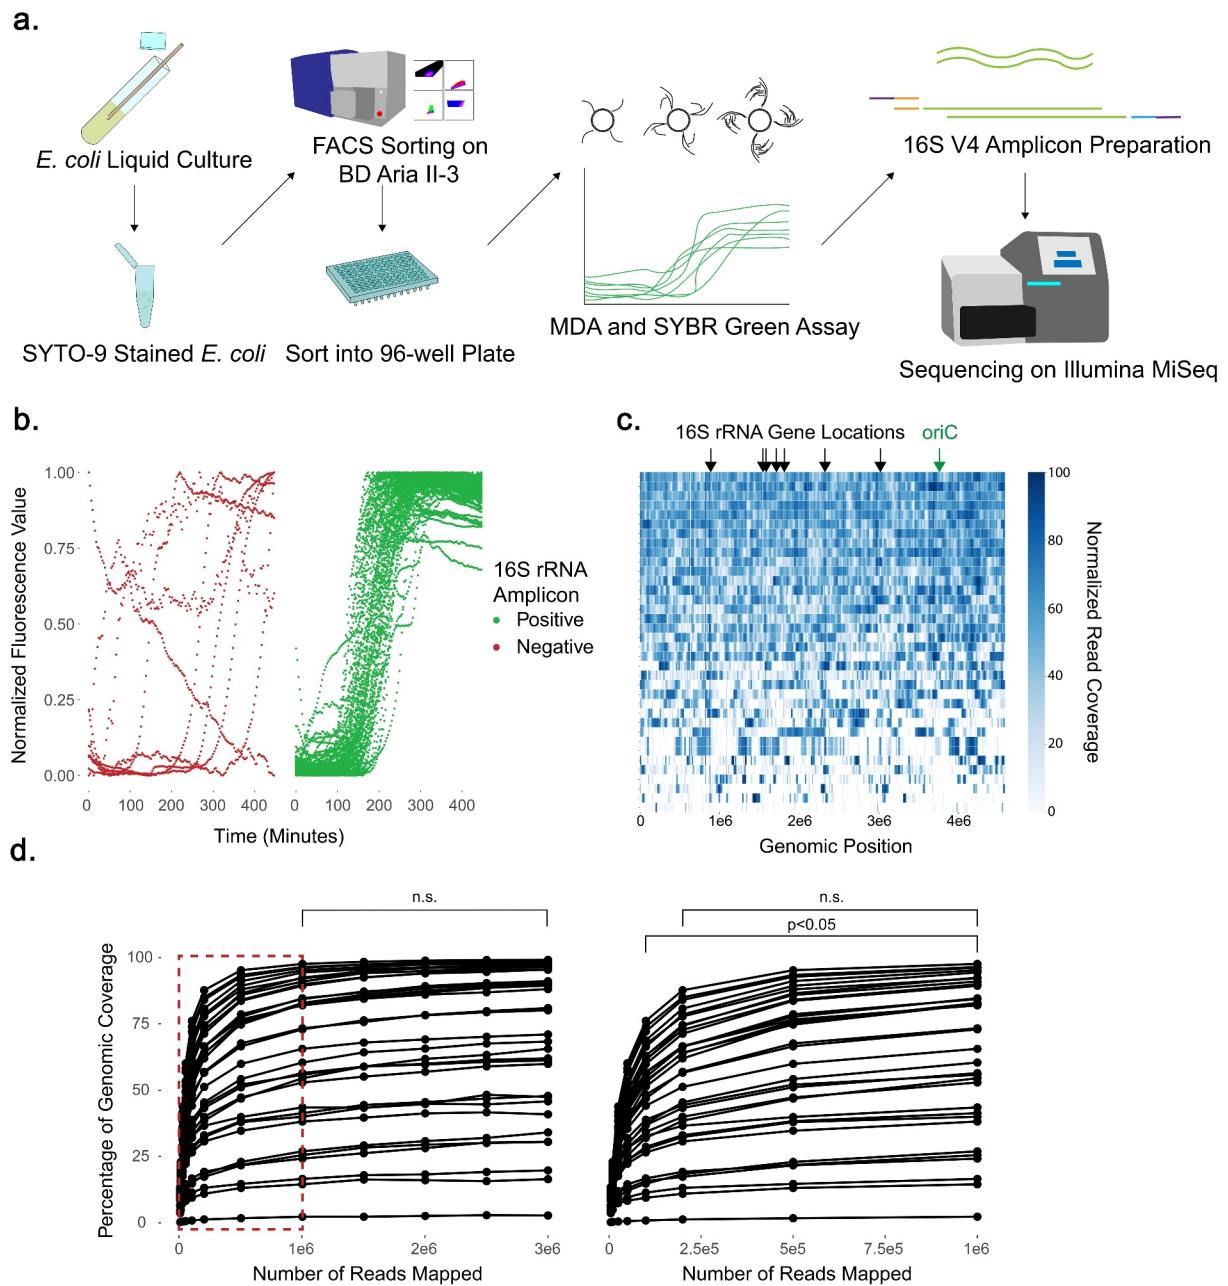 a.
E. coli Liquid Culture
FACS Sorting on
BD Aria II-3
16S V4 Amplicon Preparation
SYTO-9 Stained E. coli
Sort into 96-well Plate
MDA and SYBR Green Assay
Sequencing on Illumina MiSeq
b.
Normalized Fluorescence Value
1.00
0.75
0.50
0.25
0.00
0
100
200
300
400
0
100
200
300
400
Time (Minutes)
16S rRNA
Amplicon
Positive
Negative
c.
16S rRNA Gene Locations
oriC
100
80
60
40
20
0
Normalized Read Coverage
0
1e6
2e6
3e6
4e6
Genomic Position
d.
n.s.
Percentage of Genomic Coverage
100
75
50
25
0
0
1e6
2e6
3e6
Number of Reads Mapped
n.s.
p<0.05
0
2.5e5
5e5
7.5e5
1e6
Number of Reads Mapped